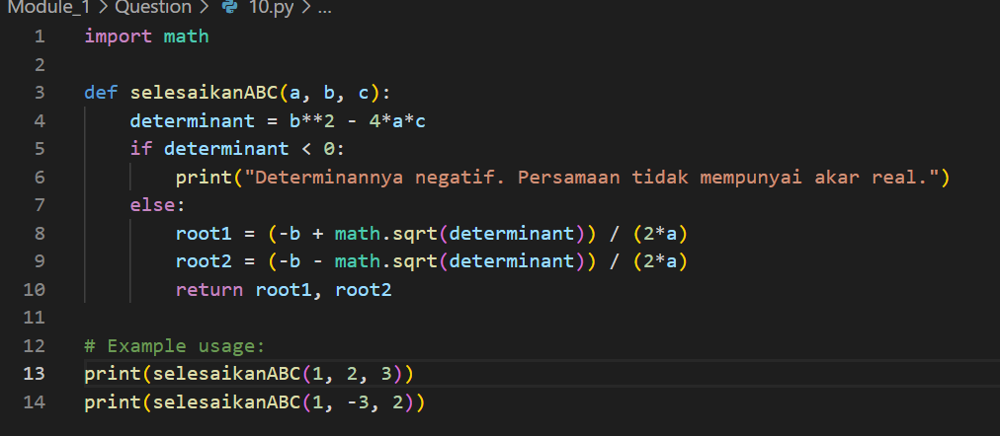 Module_1 > Question > 10.py > ...
1 import math
2
3 def selesaikanABC(a, b, c):
4     determinant = b**2 - 4*a*c
5     if determinant < 0:
6         print("Determinannya negatif. Persamaan tidak mempunyai akar real.")
7     else:
8         root1 = (-b + math.sqrt(determinant)) / (2*a)
9         root2 = (-b - math.sqrt(determinant)) / (2*a)
10         return root1, root2
11
12 # Example usage:
13 print(selesaikanABC(1, 2, 3))
14 print(selesaikanABC(1, -3, 2))